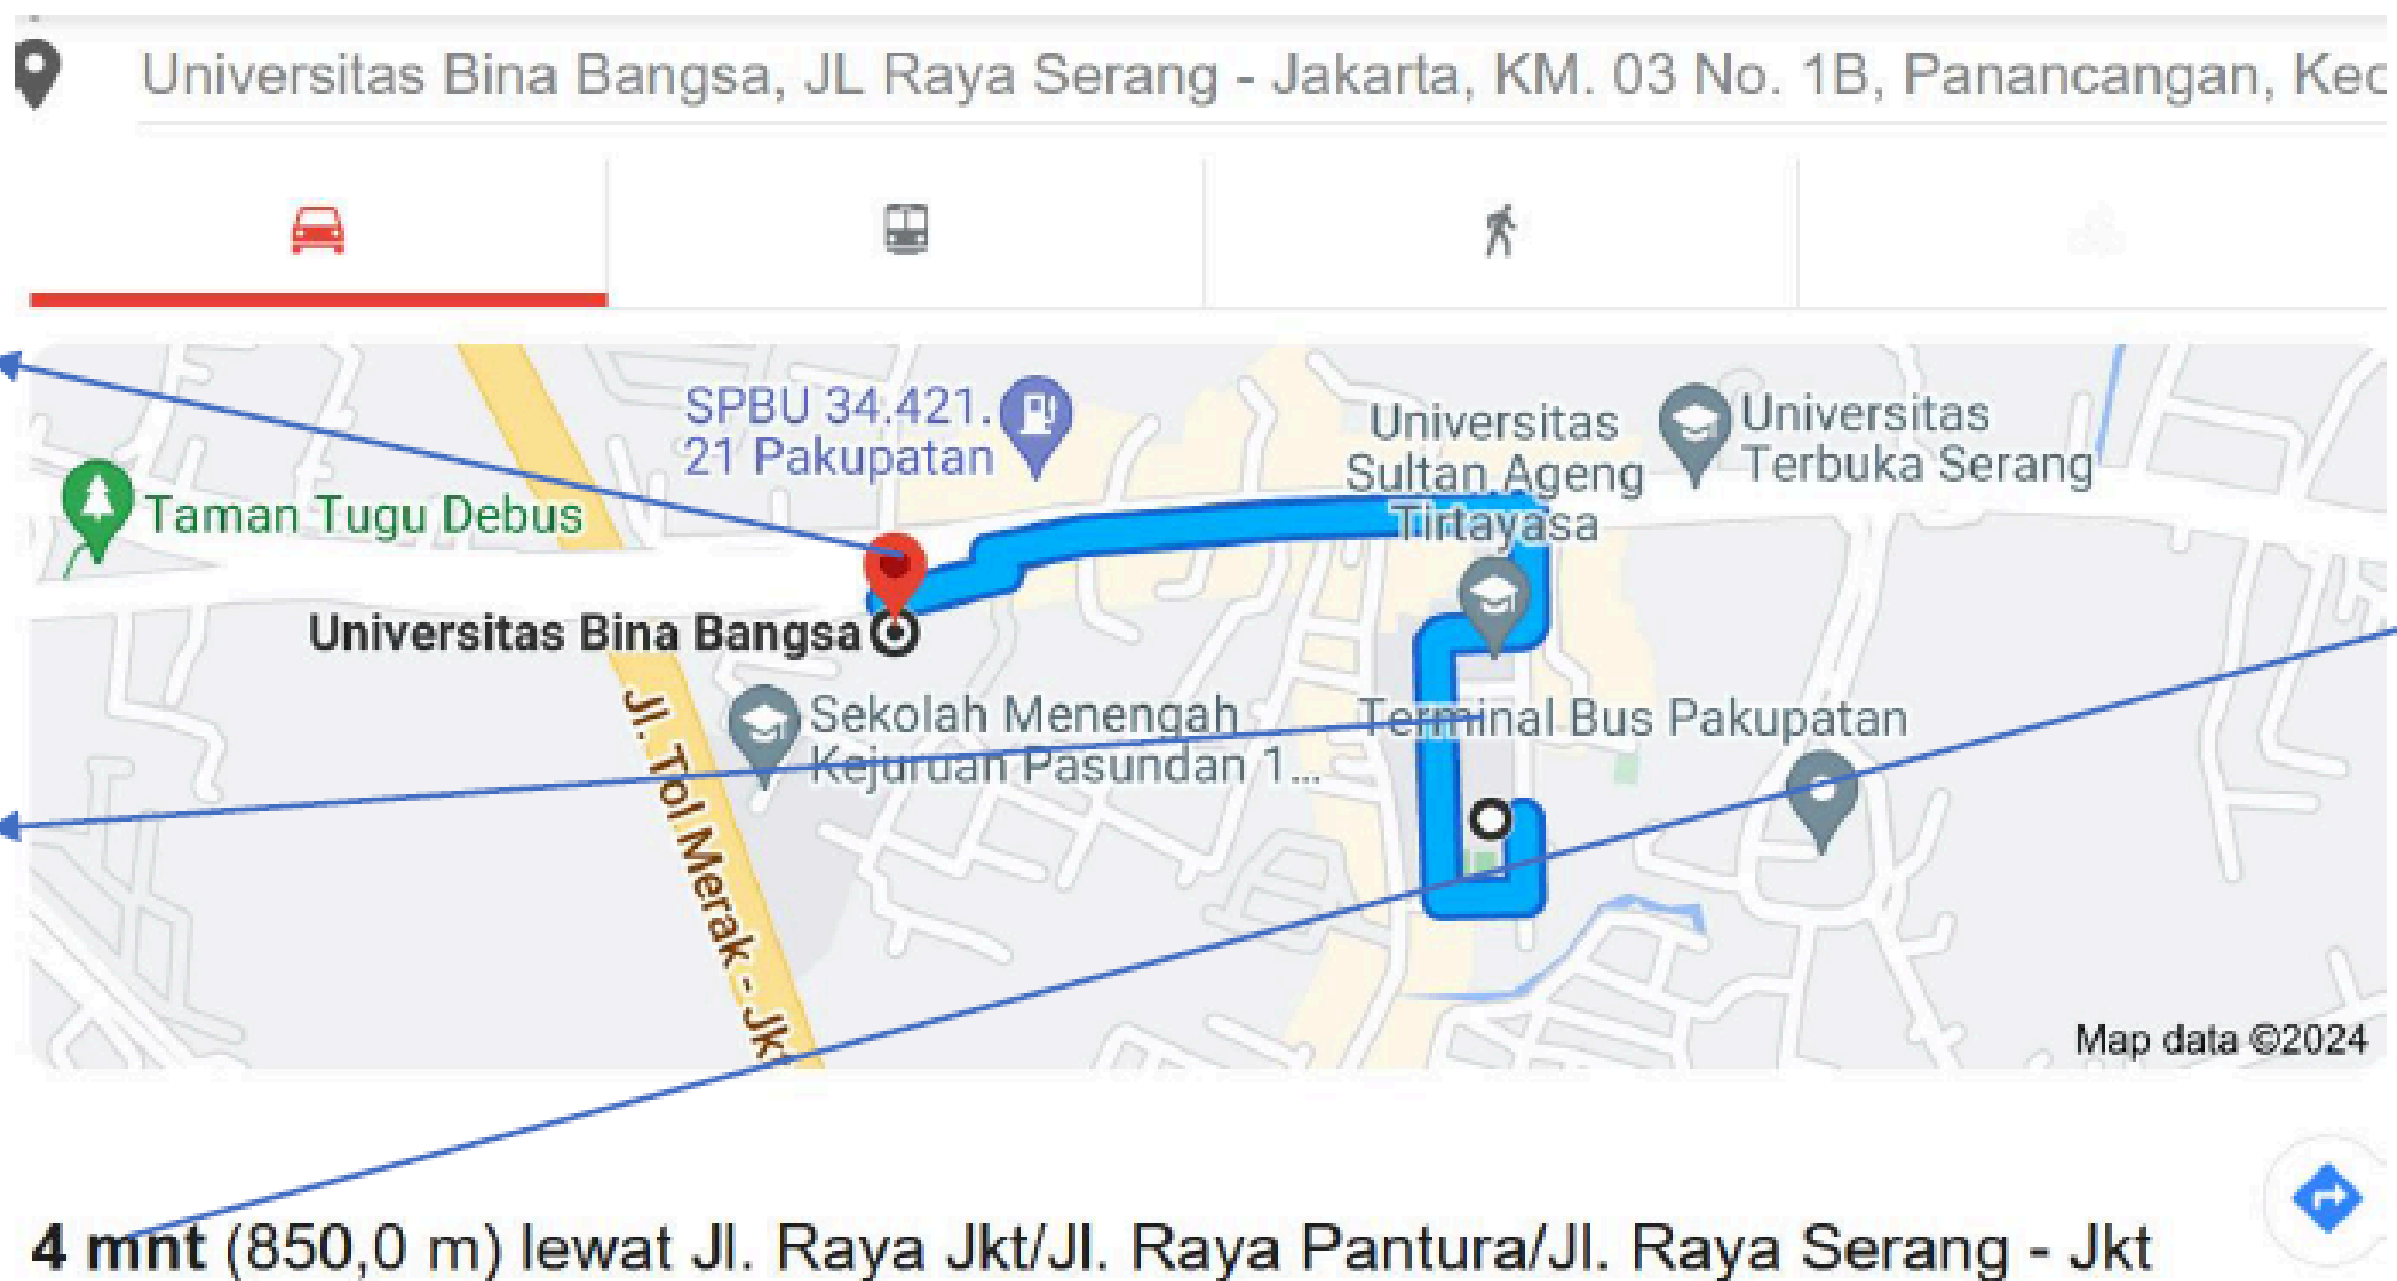 Universitas Bina Bangsa, JL Raya Serang - Jakarta, KM. 03 No. 1B, Panancangan, Kec
SPBU 34.421.
21 Pakupatan
Universitas
Sultan Ageng
Tirtayasa
Universitas
Terbuka Serang
Taman Tugu Debus
Universitas Bina Bangsa
Sekolah Menengah
Kejuruan Pasundan 1...
Terminal Bus Pakupatan
Jl. Tol Merak - Jkt
Map data ©2024
4 mnt (850,0 m) lewat Jl. Raya Jkt/Jl. Raya Pantura/Jl. Raya Serang - Jkt